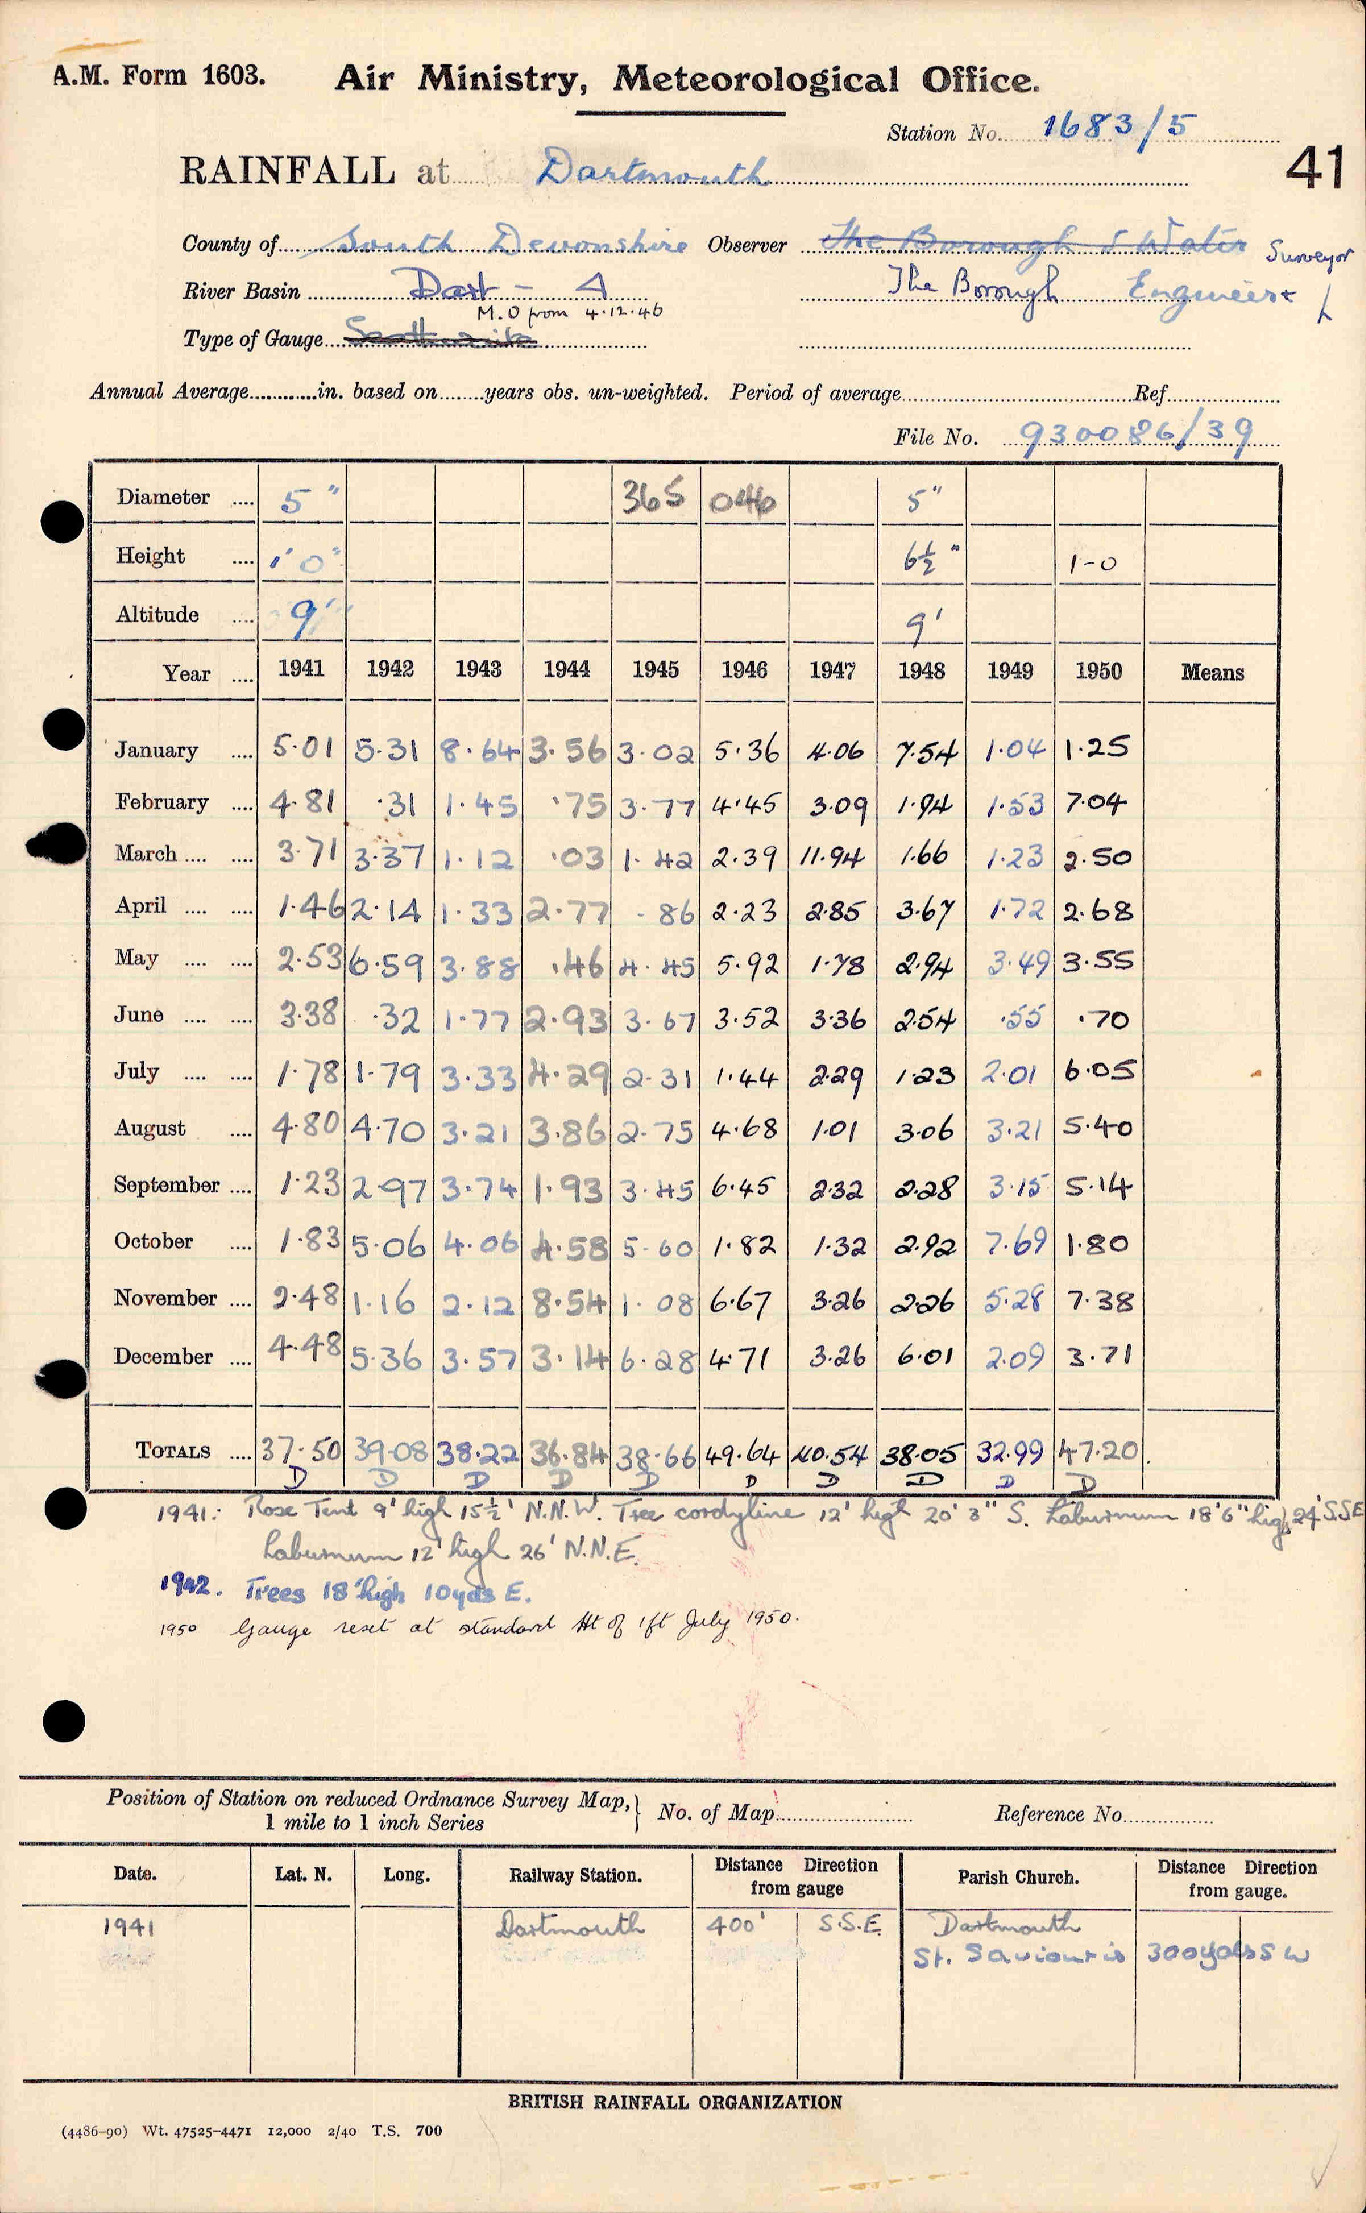 A.M. Form 1603. Air Ministry, Meteorological Office.
Station No. 1683/5
RAINFALL at Dartmouth
41
County of South Devonshire Observer The Borough & Water Surveyor
River Basin Dart - A The Borough Engineer &
M.O from 4.12.46
Type of Gauge
Annual Average............in. based on........years obs. un-weighted. Period of average..........Ref..........
File No. 930086/39
Diameter .... 5" 365 046 5"
Height .... 1' 0" 6½" 1-0
Altitude .... 9' 9'
Year .... 1941 1942 1943 1944 1945 1946 1947 1948 1949 1950 Means
January .... 5.01 5.31 8.64 3.56 3.02 5.36 4.06 7.54 1.04 1.25
February .... 4.81 .31 1.45 .75 3.77 4.45 3.09 1.94 1.53 7.04
March .... .... 3.71 3.37 1.12 .03 1.42 2.39 11.94 1.66 1.23 2.50
April .... .... 1.46 2.14 1.33 2.77 .86 2.23 2.85 3.67 1.72 2.68
May .... .... 2.53 6.59 3.88 .46 4.45 5.92 1.78 2.94 3.49 3.55
June .... .... 3.38 .32 1.77 2.93 3.67 3.52 3.36 2.54 .55 .70
July .... .... 1.78 1.79 3.33 4.29 2.31 1.44 2.29 1.23 2.01 6.05
August .... 4.80 4.70 3.21 3.86 2.75 4.68 1.01 3.06 3.21 5.40
September .... 1.23 2.97 3.74 1.93 3.45 6.45 2.32 2.28 3.15 5.14
October .... 1.83 5.06 4.06 4.58 5.60 1.82 1.32 2.92 7.69 1.80
November .... 2.48 1.16 2.12 8.54 1.08 6.67 3.26 2.26 5.28 7.38
December .... 4.48 5.36 3.57 3.14 6.28 4.71 3.26 6.01 2.09 3.71
TOTALS .... 37.50 39.08 38.22 36.84 38.66 49.64 40.54 38.05 32.99 47.20
D D D D D D D D D D
1941: Rose Tent 9' high 15½' N.N.W. Tree cordyline 12' high 20' 3" S. Laburnum 18'6" high 24' S.S.E
Laburnum 12' high 26' N.N.E.
1942. Trees 18' high 10yds E.
1950 Gauge reset at standard Ht of 1ft July 1950.
Position of Station on reduced Ordnance Survey Map, 1 mile to 1 inch Series } No. of Map.......... Reference No..........
Date. Lat. N. Long. Railway Station. Distance Direction from gauge Parish Church. Distance Direction from gauge.
1941 Dartmouth 400' S.S.E. Dartmouth
St. Saviour's 300yds S W
BRITISH RAINFALL ORGANIZATION
(4486-90) Wt. 47525-4471 12,000 2/40 T.S. 700